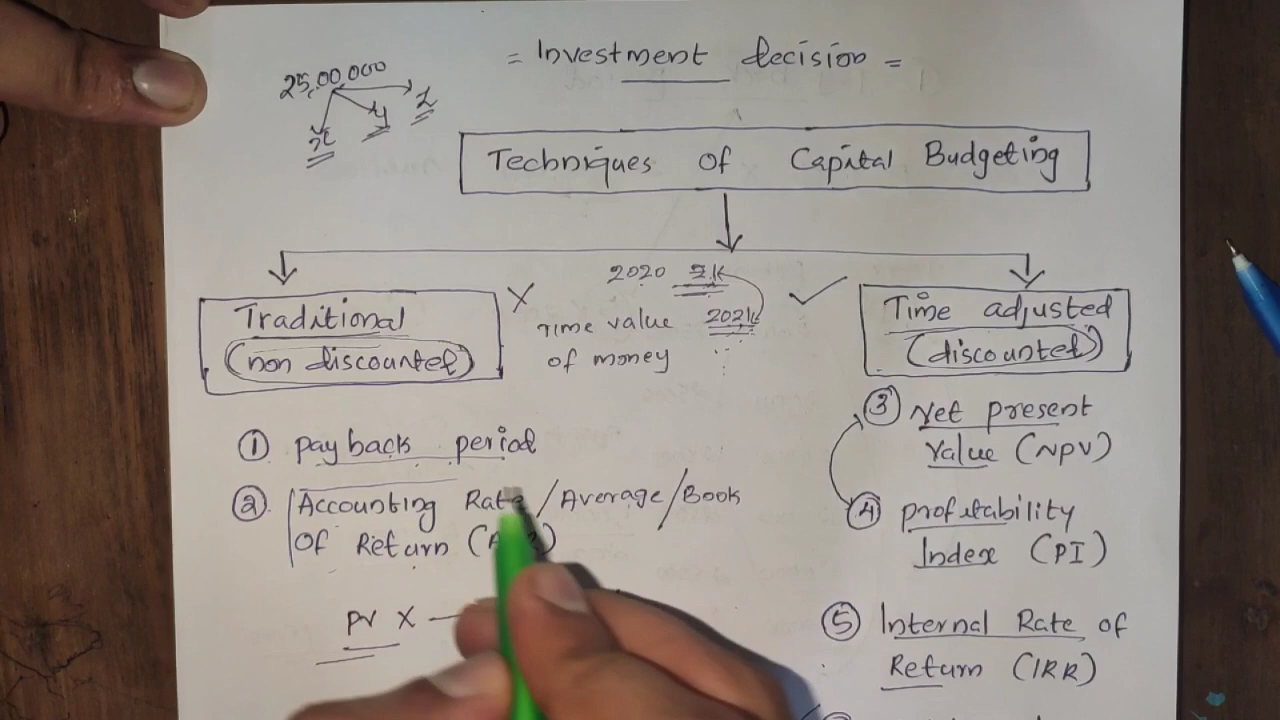 = Investment decision =
25,00,000
x y z
Techniques Of Capital Budgeting
Traditional
(non discounted)
X
2020 21K
Time value 2021
of money
✓
Time adjusted
(discounted)
① Pay back period
② Accounting Rate / Average / Book
Of Return
PV X –
③ Net present
Value (NPV)
④ profitability
Index (PI)
⑤ Internal Rate of
Return (IRR)